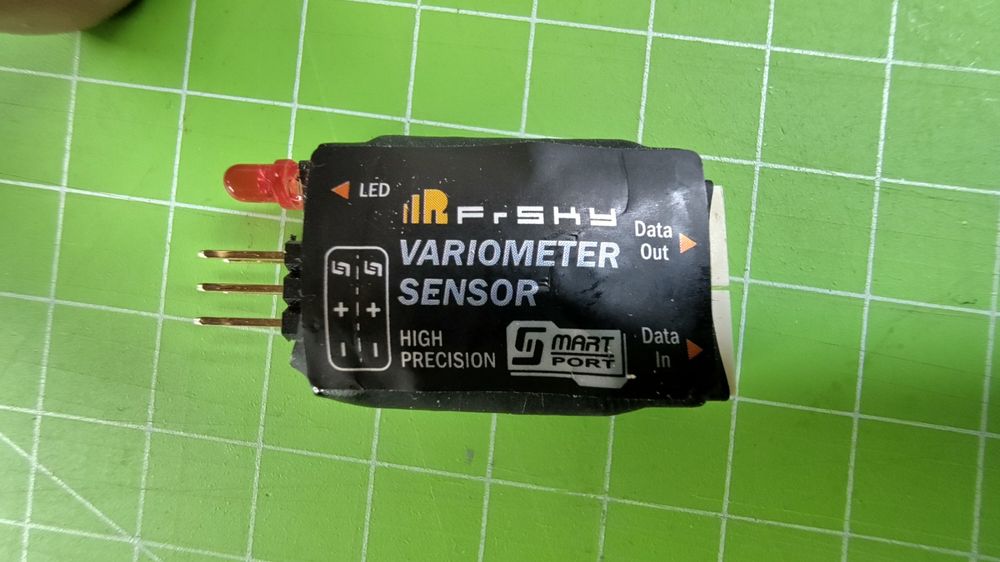 LED
FrSKY
VARIOMETER
SENSOR
HIGH
PRECISION
SMART
PORT
Data
Out
Data
In
+ +
- -